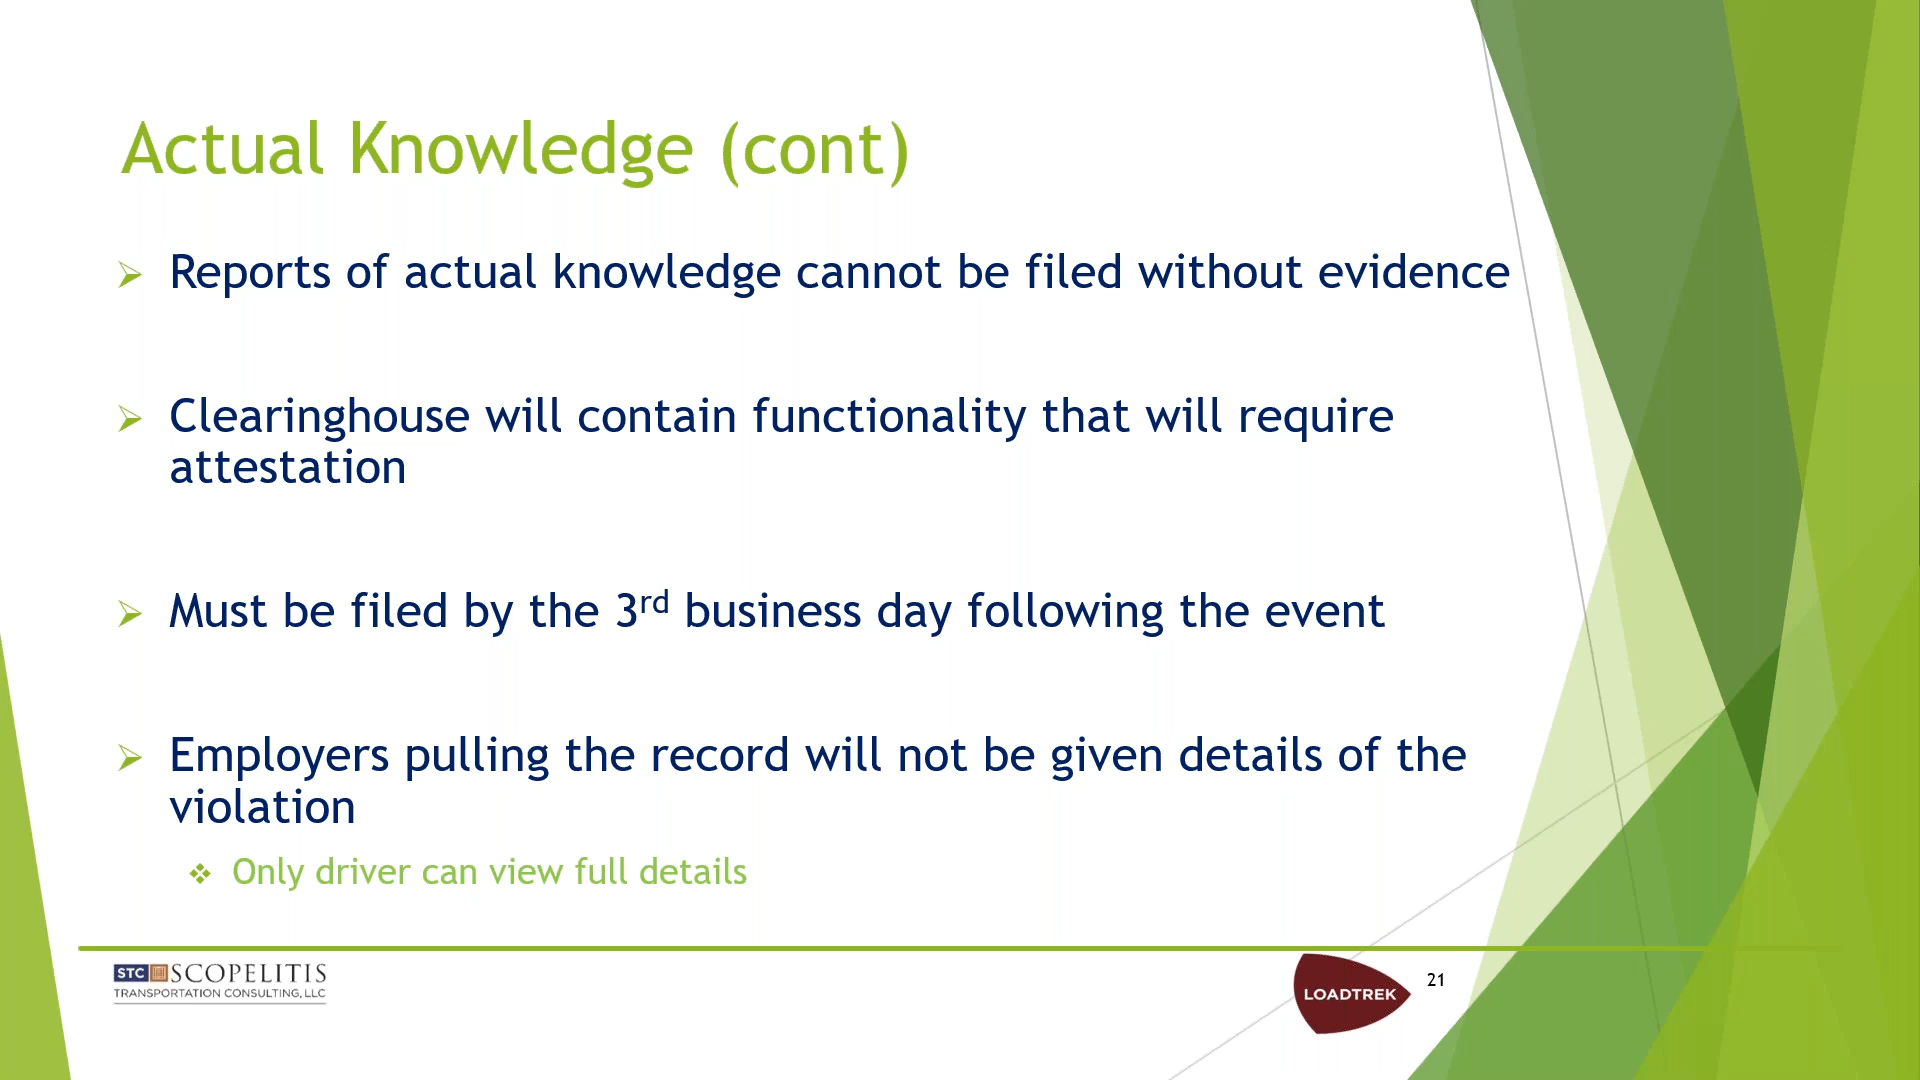 Actual Knowledge (cont)
Reports of actual knowledge cannot be filed without evidence
Clearinghouse will contain functionality that will require
attestation
Must be filed by the 3rd business day following the event
Employers pulling the record will not be given details of the
violation
Only driver can view full details
STC SCOPELITIS
TRANSPORTATION CONSULTING, LLC
LOADTREK
21